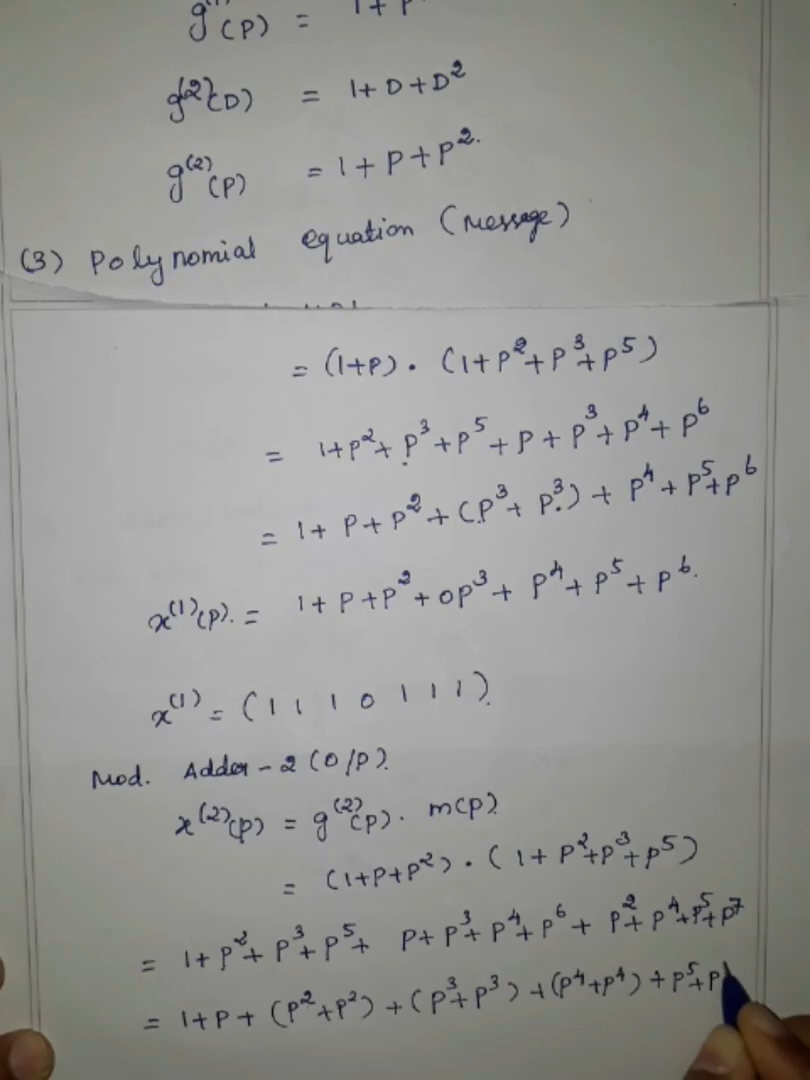 g(P) = 1+P
g⁽²⁾(D) = 1+D+D²
g⁽²⁾(P) = 1+P+P².
(3) Polynomial equation (Message)
= (1+P). (1+P²+P³+P⁵)
= 1+P²+P³+P⁵+P+P³+P⁴+P⁶
= 1+P+P²+(P³+P³)+P⁴+P⁵+P⁶
x⁽¹⁾(P). = 1+P+P²+0P³+P⁴+P⁵+P⁶.
x⁽¹⁾ = (1 1 1 0 1 1 1).
Mod. Adder-2 (O/P).
x⁽²⁾(P) = g⁽²⁾(P). m(P)
= (1+P+P²).(1+P²+P³+P⁵)
= 1+P²+P³+P⁵+ P+P³+P⁴+P⁶+ P²+P⁴+P⁵+P⁷
= 1+P+(P²+P²)+(P³+P³)+(P⁴+P⁴)+P⁵+P